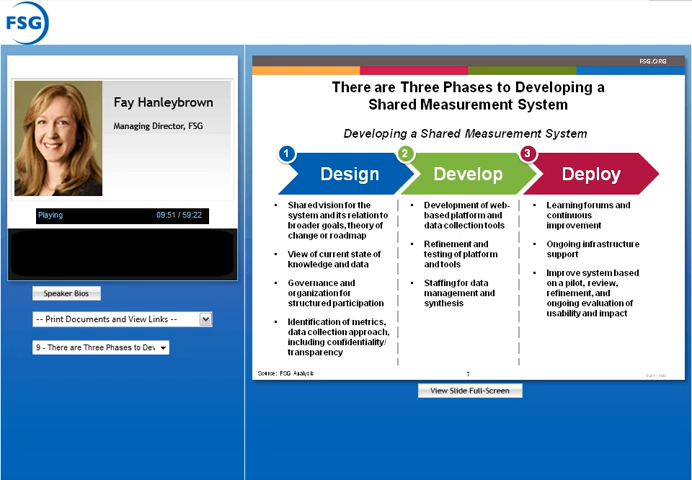 FSG
Fay Hanleybrown
Managing Director, FSG
Playing 09:51 / 59:22
Speaker Bios
-- Print Documents and View Links --
9 - There are Three Phases to Dev
FSG.ORG
There are Three Phases to Developing a
Shared Measurement System
Developing a Shared Measurement System
1 Design
2 Develop
3 Deploy
• Shared vision for the
system and its relation to
broader goals, theory of
change or roadmap
• View of current state of
knowledge and data
• Governance and
organization for
structured participation
• Identification of metrics,
data collection approach,
including confidentiality/
transparency
• Development of web-
based platform and
data collection tools
• Refinement and
testing of platform
and tools
• Staffing for data
management and
synthesis
• Learning forums and
continuous
improvement
• Ongoing infrastructure
support
• Improve system based
on a pilot, review,
refinement, and
ongoing evaluation of
usability and impact
Source: FSG Analysis
7
View Slide Full-Screen